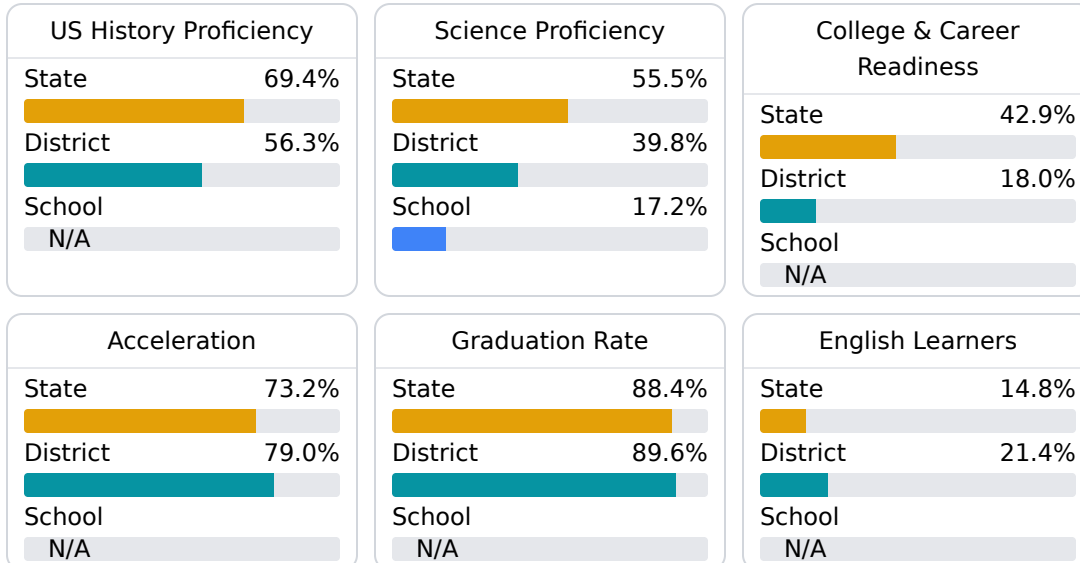 US History Proficiency
State 69.4%
District 56.3%
School
N/A
Science Proficiency
State 55.5%
District 39.8%
School 17.2%
College & Career
Readiness
State 42.9%
District 18.0%
School
N/A
Acceleration
State 73.2%
District 79.0%
School
N/A
Graduation Rate
State 88.4%
District 89.6%
School
N/A
English Learners
State 14.8%
District 21.4%
School
N/A